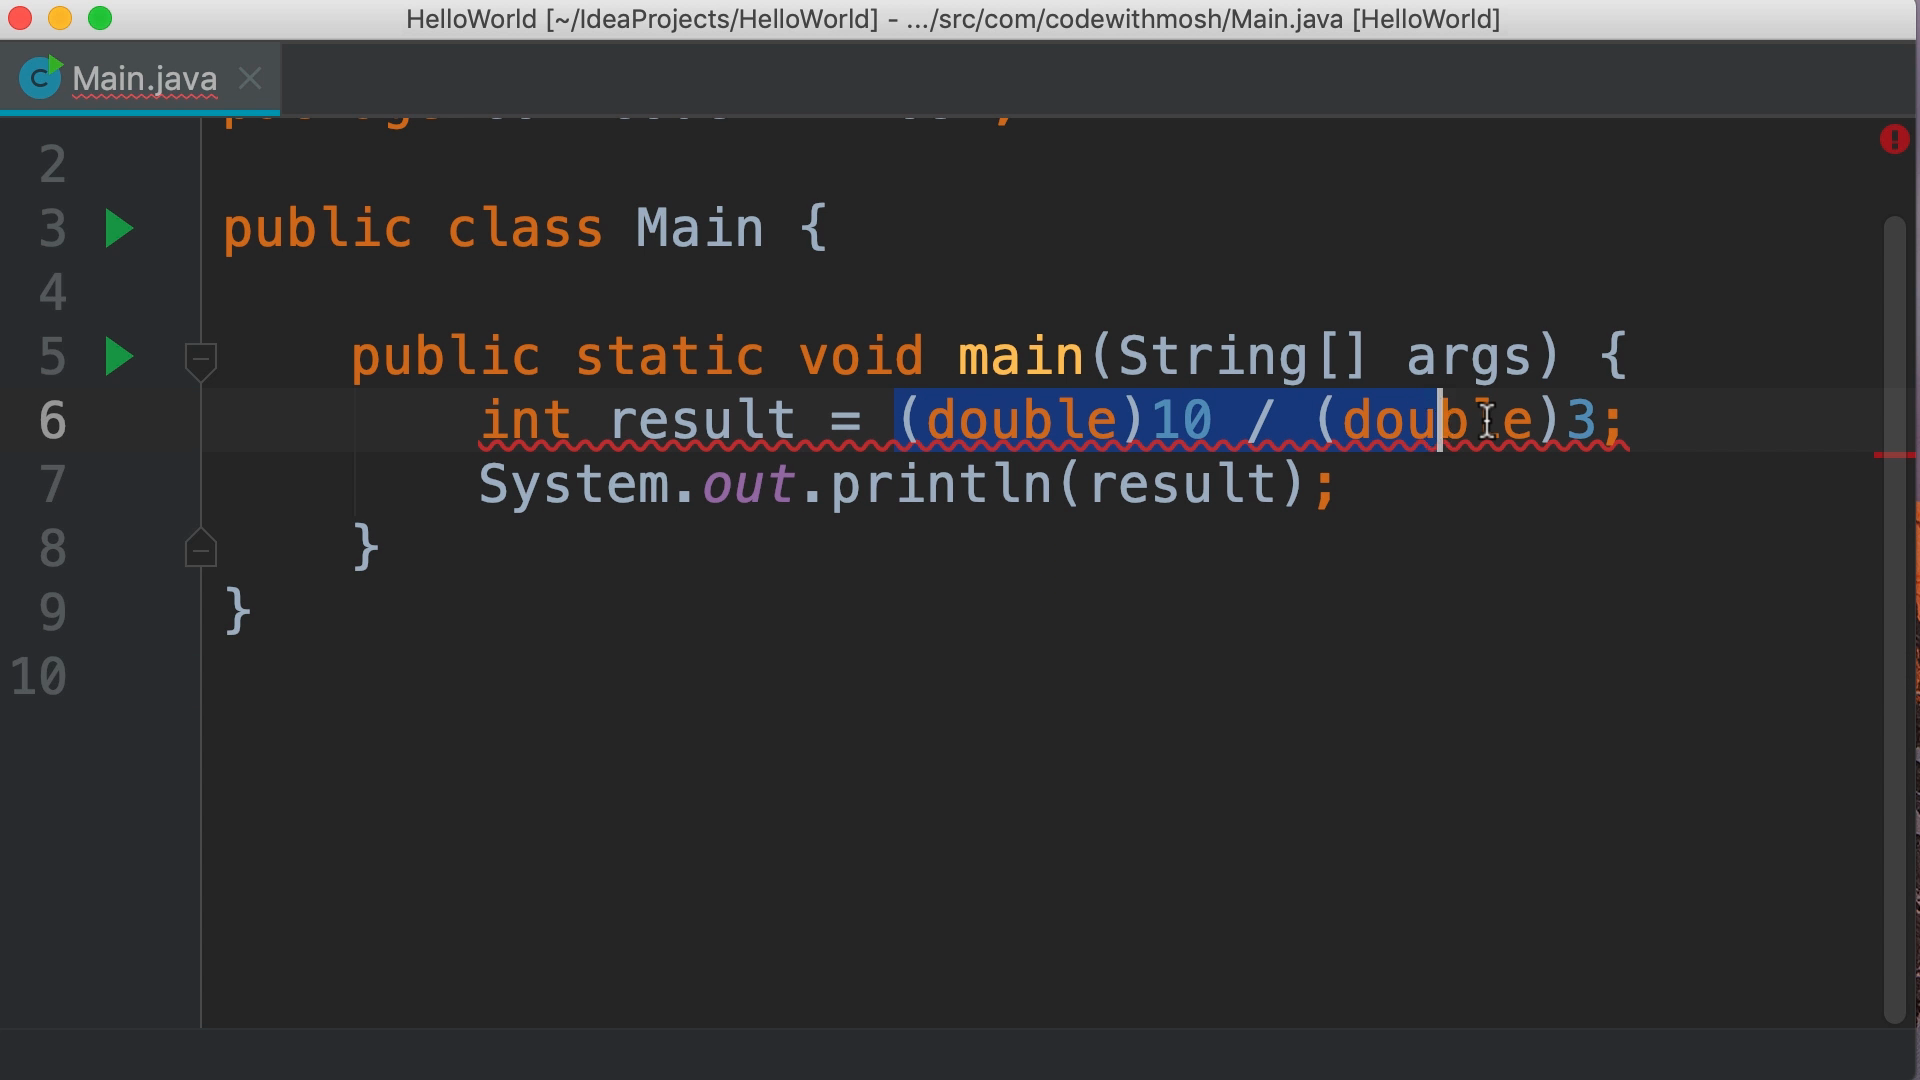 HelloWorld [~/IdeaProjects/HelloWorld] - .../src/com/codewithmosh/Main.java [HelloWorld]
Main.java
2
3 public class Main {
4
5 public static void main(String[] args) {
6 int result = (double)10 / (double)3;
7 System.out.println(result);
8 }
9 }
10